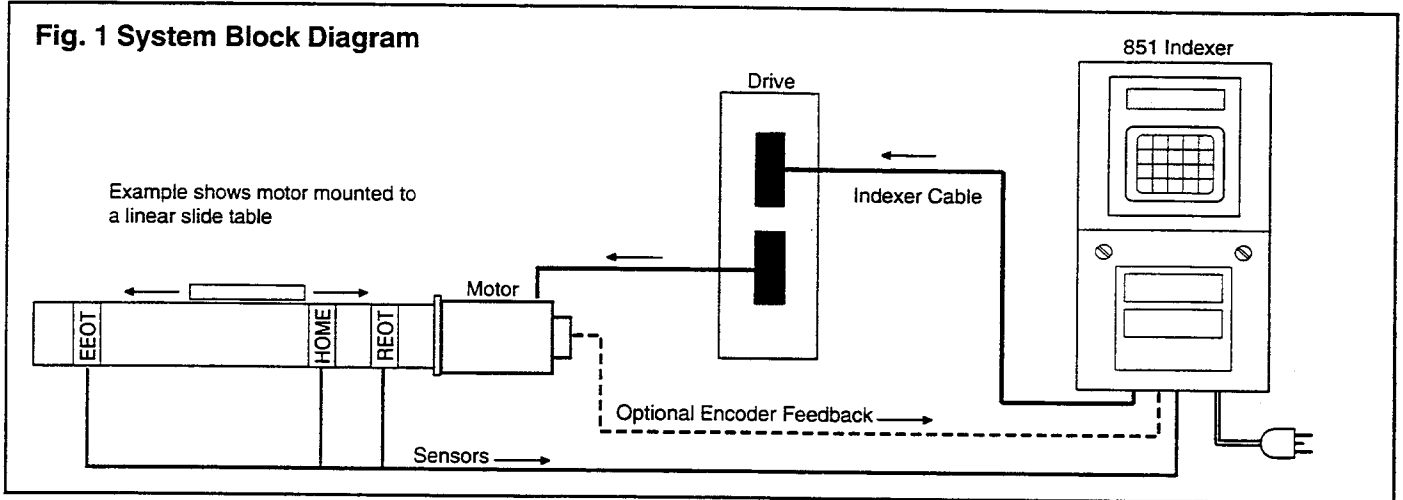 Fig. 1 System Block Diagram
851 Indexer
Drive
Example shows motor mounted to
a linear slide table
Indexer Cable
Motor
EEOT
HOME
REOT
Optional Encoder Feedback
Sensors